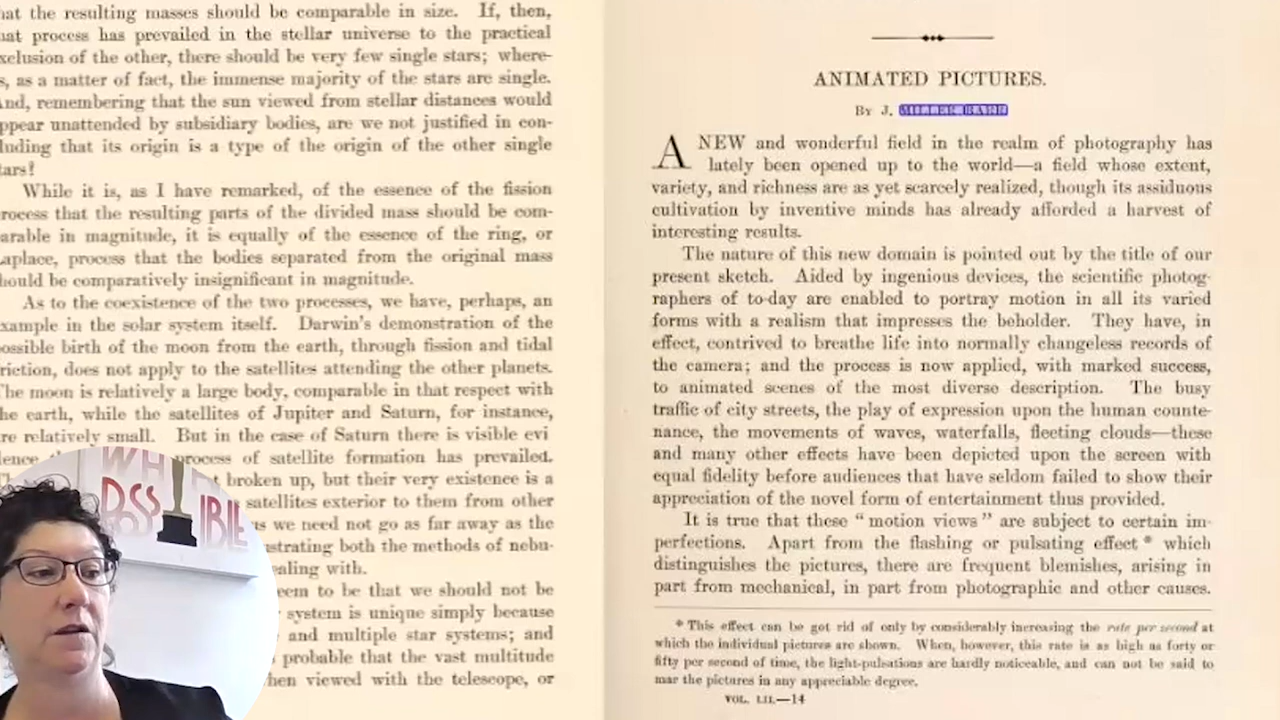 hat the resulting masses should be comparable in size. If, then,
hat process has prevailed in the stellar universe to the practical
xclusion of the other, there should be very few single stars; where-
s, as a matter of fact, the immense majority of the stars are single.
And, remembering that the sun viewed from stellar distances would
ppear unattended by subsidiary bodies, are we not justified in con-
luding that its origin is a type of the origin of the other single
tars?
While it is, as I have remarked, of the essence of the fission
rocess that the resulting parts of the divided mass should be com-
arable in magnitude, it is equally of the essence of the ring, or
Laplace, process that the bodies separated from the original mass
hould be comparatively insignificant in magnitude.
As to the coexistence of the two processes, we have, perhaps, an
xample in the solar system itself. Darwin's demonstration of the
ossible birth of the moon from the earth, through fission and tidal
riction, does not apply to the satellites attending the other planets.
The moon is relatively a large body, comparable in that respect with
he earth, while the satellites of Jupiter and Saturn, for instance,
re relatively small. But in the case of Saturn there is visible evi
lence process of satellite formation has prevailed.
t broken up, but their very existence is a
satellites exterior to them from other
us we need not go as far away as the
strating both the methods of nebu-
ealing with.
eem to be that we should not be
system is unique simply because
and multiple star systems; and
probable that the vast multitude
hen viewed with the telescope, or
ANIMATED PICTURES.
By J.
A NEW and wonderful field in the realm of photography has
lately been opened up to the world—a field whose extent,
variety, and richness are as yet scarcely realized, though its assiduous
cultivation by inventive minds has already afforded a harvest of
interesting results.
The nature of this new domain is pointed out by the title of our
present sketch. Aided by ingenious devices, the scientific photog-
raphers of to-day are enabled to portray motion in all its varied
forms with a realism that impresses the beholder. They have, in
effect, contrived to breathe life into normally changeless records of
the camera; and the process is now applied, with marked success,
to animated scenes of the most diverse description. The busy
traffic of city streets, the play of expression upon the human counte-
nance, the movements of waves, waterfalls, fleeting clouds—these
and many other effects have been depicted upon the screen with
equal fidelity before audiences that have seldom failed to show their
appreciation of the novel form of entertainment thus provided.
It is true that these "motion views" are subject to certain im-
perfections. Apart from the flashing or pulsating effect * which
distinguishes the pictures, there are frequent blemishes, arising in
part from mechanical, in part from photographic and other causes.
* This effect can be got rid of only by considerably increasing the rate per second at
which the individual pictures are shown. When, however, this rate is as high as forty or
fifty per second of time, the light-pulsations are hardly noticeable, and can not be said to
mar the pictures in any appreciable degree.
VOL. LII.—14